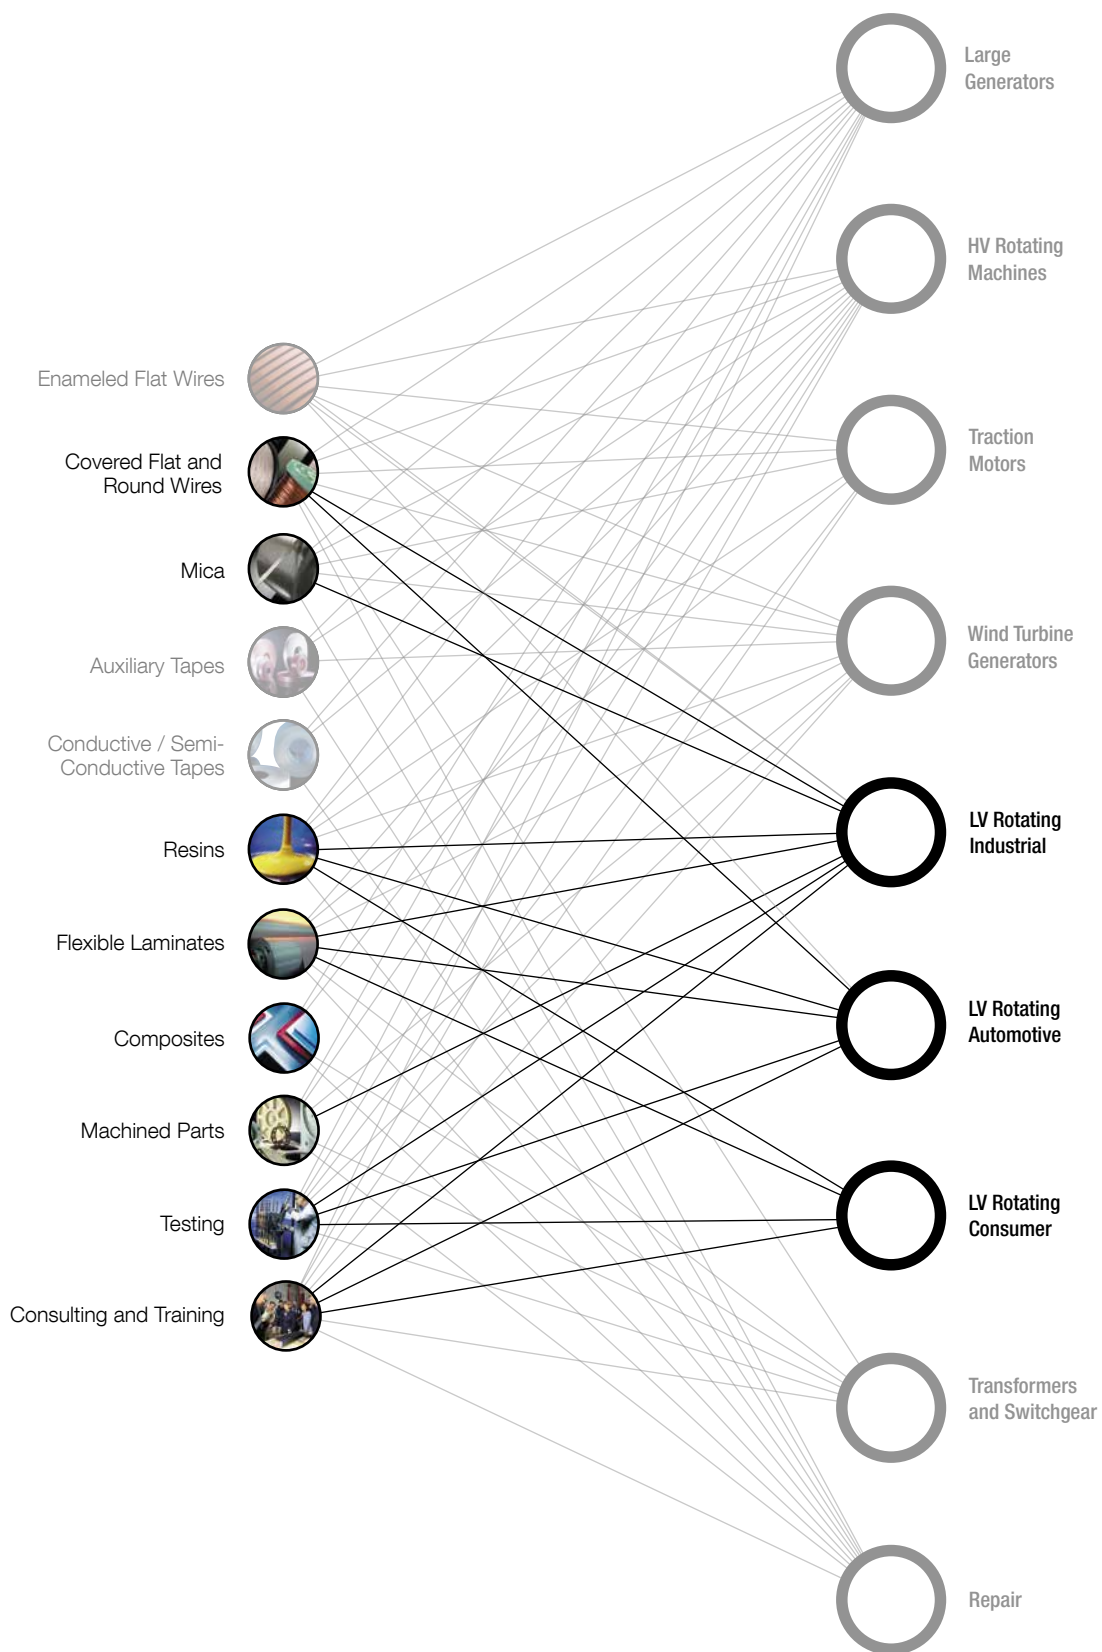 Large
Generators
HV Rotating
Machines
Enameled Flat Wires
Traction
Motors
Covered Flat and
Round Wires
Mica
Wind Turbine
Generators
Auxiliary Tapes
Conductive / Semi-
Conductive Tapes
LV Rotating
Industrial
Resins
Flexible Laminates
LV Rotating
Automotive
Composites
Machined Parts
LV Rotating
Consumer
Testing
Consulting and Training
Transformers
and Switchgear
Repair